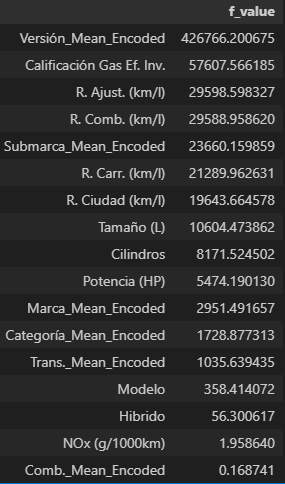 f_value
Versión_Mean_Encoded 426766.200675
Calificación Gas Ef. Inv. 57607.566185
R. Ajust. (km/l) 29598.598327
R. Comb. (km/l) 29588.958620
Submarca_Mean_Encoded 23660.159859
R. Carr. (km/l) 21289.962631
R. Ciudad (km/l) 19643.664578
Tamaño (L) 10604.473862
Cilindros 8171.524502
Potencia (HP) 5474.190130
Marca_Mean_Encoded 2951.491657
Categoría_Mean_Encoded 1728.877313
Trans._Mean_Encoded 1035.639435
Modelo 358.414072
Hibrido 56.300617
NOx (g/1000km) 1.958640
Comb._Mean_Encoded 0.168741